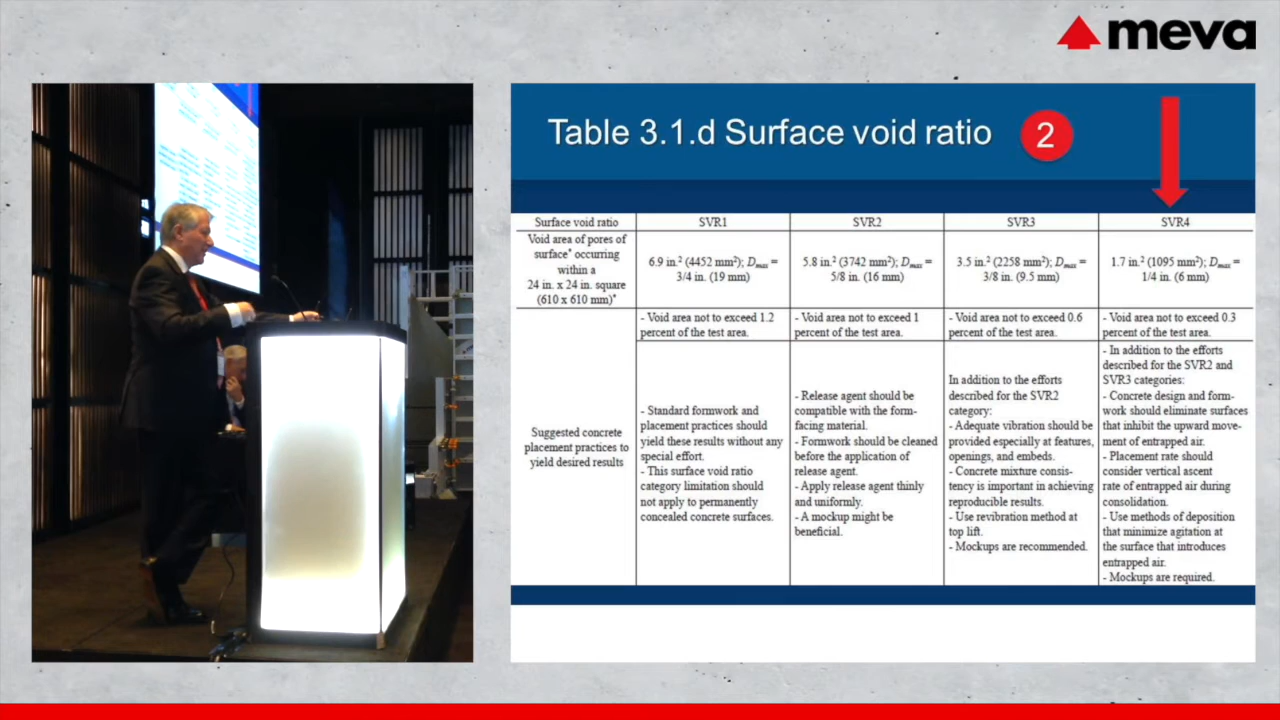 meva
Table 3.1.d Surface void ratio
2
Surface void ratio
SVR1
SVR2
SVR3
SVR4
Void area of pores of
surface* occurring
within a
24 in. x 24 in. square
(610 x 610 mm)*
6.9 in.² (4452 mm²); Dmax =
3/4 in. (19 mm)
5.8 in.² (3742 mm²); Dmax =
5/8 in. (16 mm)
3.5 in.² (2258 mm²); Dmax =
3/8 in. (9.5 mm)
1.7 in.² (1095 mm²); Dmax =
1/4 in. (6 mm)
Suggested concrete
placement practices to
yield desired results
- Void area not to exceed 1.2
percent of the test area.
- Void area not to exceed 1
percent of the test area.
- Void area not to exceed 0.6
percent of the test area.
- Void area not to exceed 0.3
percent of the test area.
- Standard formwork and
placement practices should
yield these results without any
special effort.
- This surface void ratio
category limitation should
not apply to permanently
concealed concrete surfaces.
- Release agent should be
compatible with the form-
facing material.
- Formwork should be cleaned
before the application of
release agent.
- Apply release agent thinly
and uniformly.
- A mockup might be
beneficial.
In addition to the efforts
described for the SVR2
category:
- Adequate vibration should be
provided especially at features,
openings, and embeds.
- Concrete mixture consis-
tency is important in achieving
reproducible results.
- Use revibration method at
top lift.
- Mockups are recommended.
- In addition to the efforts
described for the SVR2 and
SVR3 categories:
- Concrete design and form-
work should eliminate surfaces
that inhibit the upward move-
ment of entrapped air.
- Placement rate should
consider vertical ascent
rate of entrapped air during
consolidation.
- Use methods of deposition
that minimize agitation at
the surface that introduces
entrapped air.
- Mockups are required.